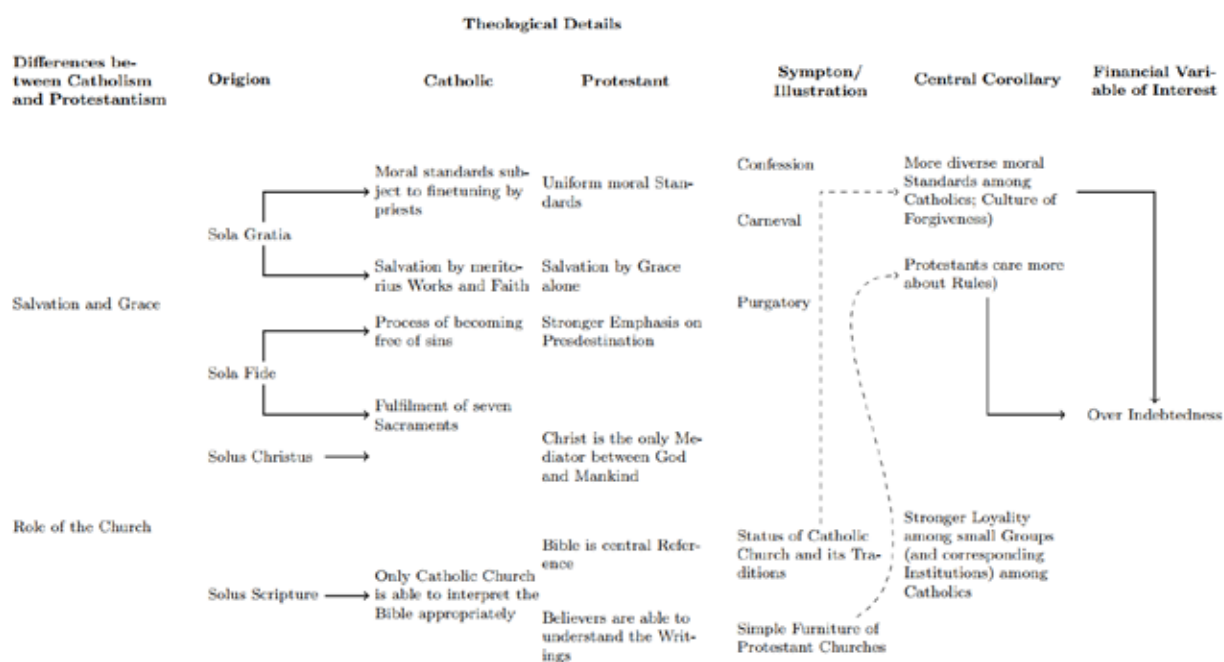 Theological Details
Differences be-
tween Catholism
and Protestantism
Origion
Catholic
Protestant
Sympton/
Illustration
Central Corollary
Financial Vari-
able of Interest
Moral standards sub-
ject to finetuning by
priests
Uniform moral Stan-
dards
Confession
More diverse moral
Standards among
Catholics; Culture of
Forgiveness)
Carneval
Sola Gratia
Salvation by merito-
rius Works and Faith
Salvation by Grace
alone
Protestants care more
about Rules)
Salvation and Grace
Purgatory
Process of becoming
free of sins
Stronger Emphasis on
Presdestination
Sola Fide
Fulfilment of seven
Sacraments
Over Indebtedness
Solus Christus
Christ is the only Me-
diator between God
and Mankind
Role of the Church
Bible is central Refer-
ence
Status of Catholic
Church and its Tra-
ditions
Stronger Loyality
among small Groups
(and corresponding
Institutions) among
Catholics
Solus Scripture
Only Catholic Church
is able to interpret the
Bible appropriately
Believers are able to
understand the Writ-
ings
Simple Furniture of
Protestant Churches